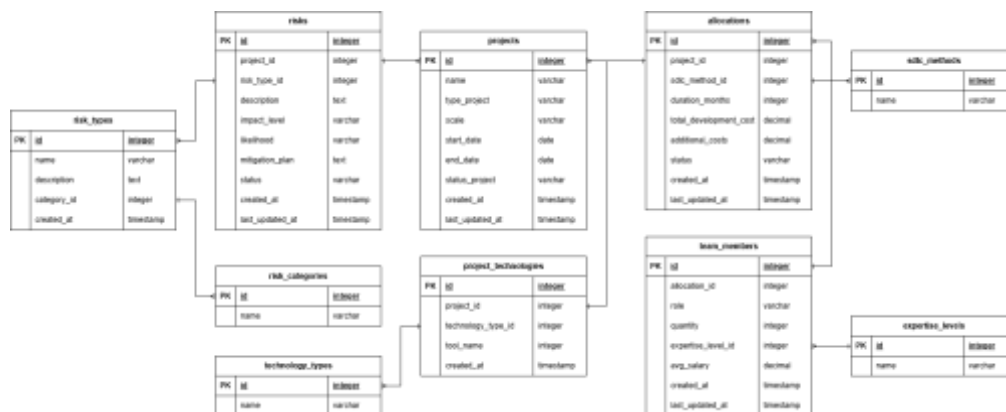 risks
PK id integer
project_id integer
risk_type_id integer
description text
impact_level varchar
likelihood varchar
mitigation_plan text
status varchar
created_at timestamp
last_updated_at timestamp
projects
PK id integer
name varchar
type_project varchar
scale varchar
start_date date
end_date date
status_project varchar
created_at timestamp
last_updated_at timestamp
allocations
PK id integer
project_id integer
sdlc_method_id integer
duration_months integer
total_development_cost decimal
additional_costs decimal
status varchar
created_at timestamp
last_updated_at timestamp
sdlc_methods
PK id integer
name varchar
risk_types
PK id integer
name varchar
description text
category_id integer
created_at timestamp
risk_categories
PK id integer
name varchar
project_technologies
PK id integer
project_id integer
technology_type_id integer
tool_name integer
created_at timestamp
team_members
PK id integer
allocation_id integer
role varchar
quantity integer
expertise_level_id integer
avg_salary decimal
created_at timestamp
last_updated_at timestamp
expertise_levels
PK id integer
name varchar
technology_types
PK id integer
name varchar